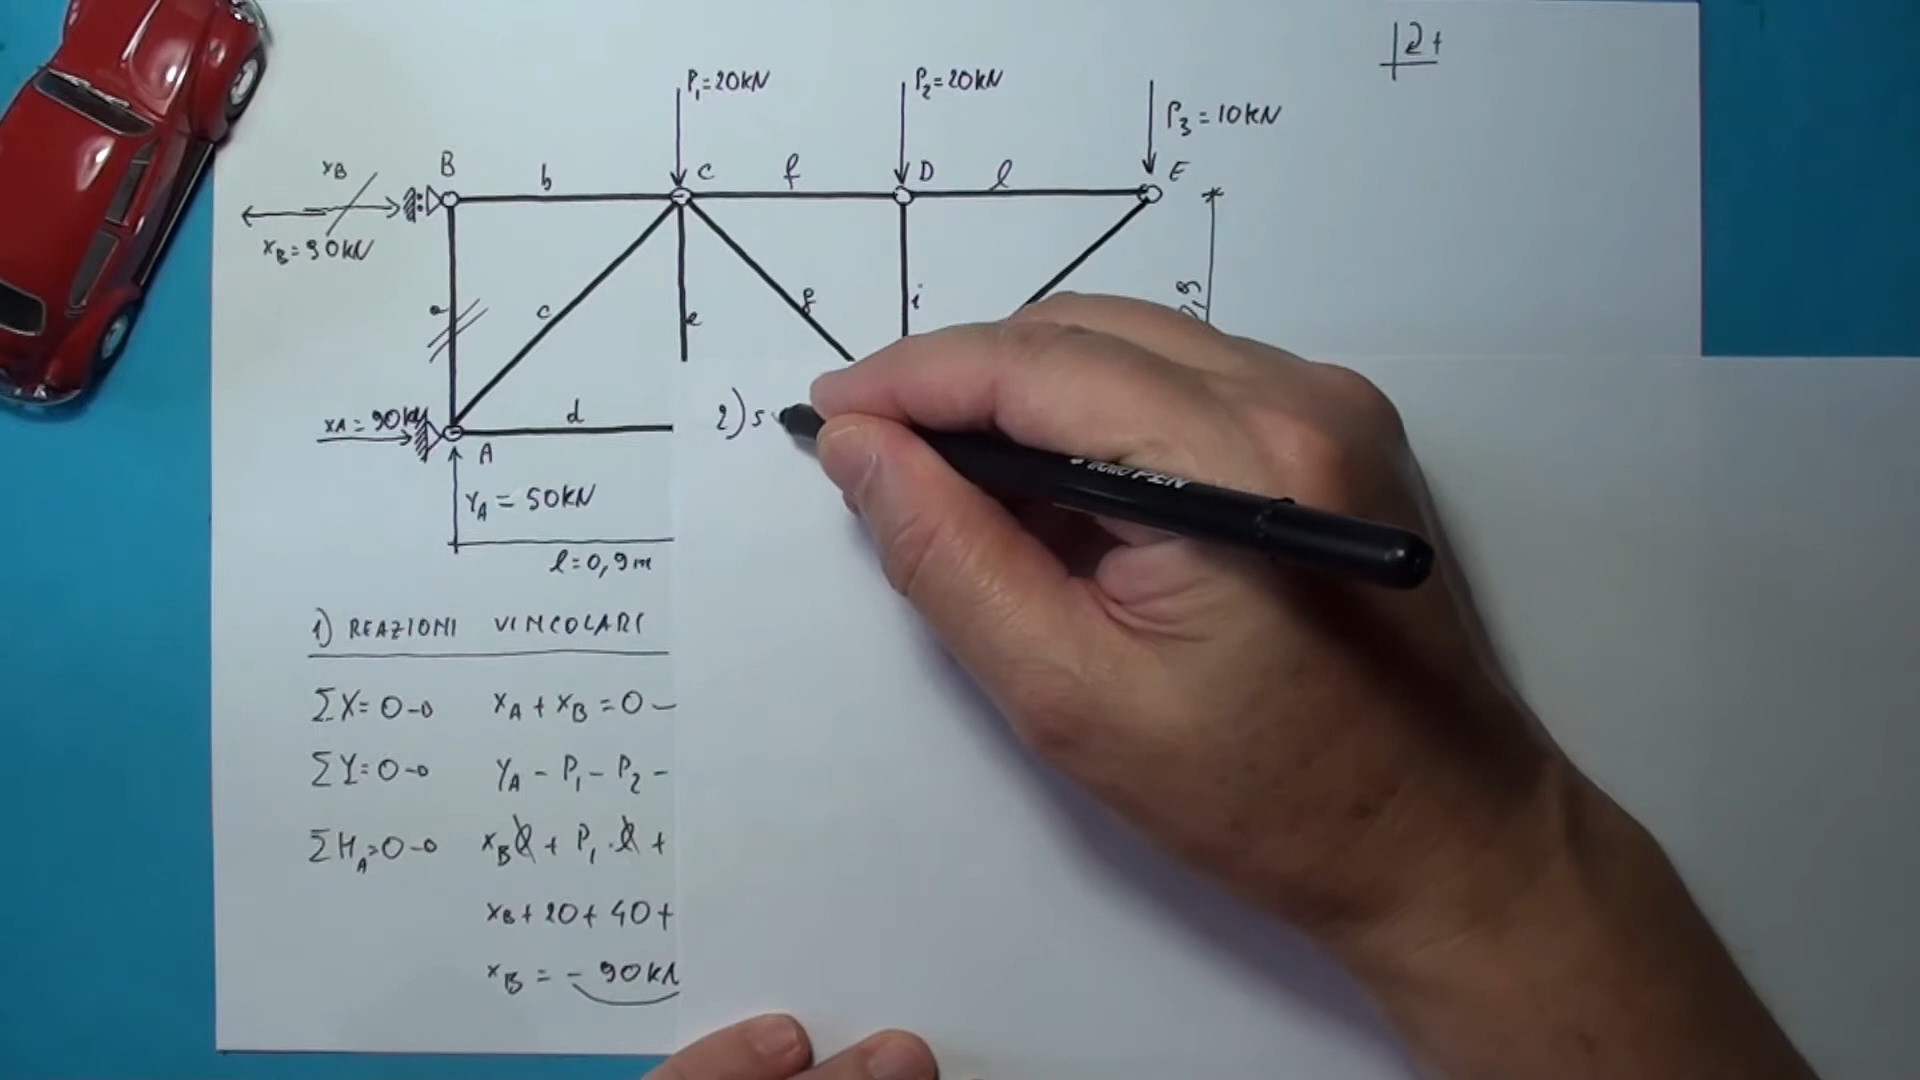 P₁=20KN
P₂=20KN
P₃=10KN
XB
B
b
C
f
D
l
E
XB=90KN
a
c
e
g
i
0,9
XA=90KN
A
d
2) S
YA = 50KN
l=0,9m
1) REAZIONI VINCOLARI
ΣX=0 -o XA + XB = 0 -
ΣY=0 -o YA - P₁ - P₂ -
ΣMA=0 -o XB l + P₁ · l +
XB + 20 + 40 +
XB = - 90KN